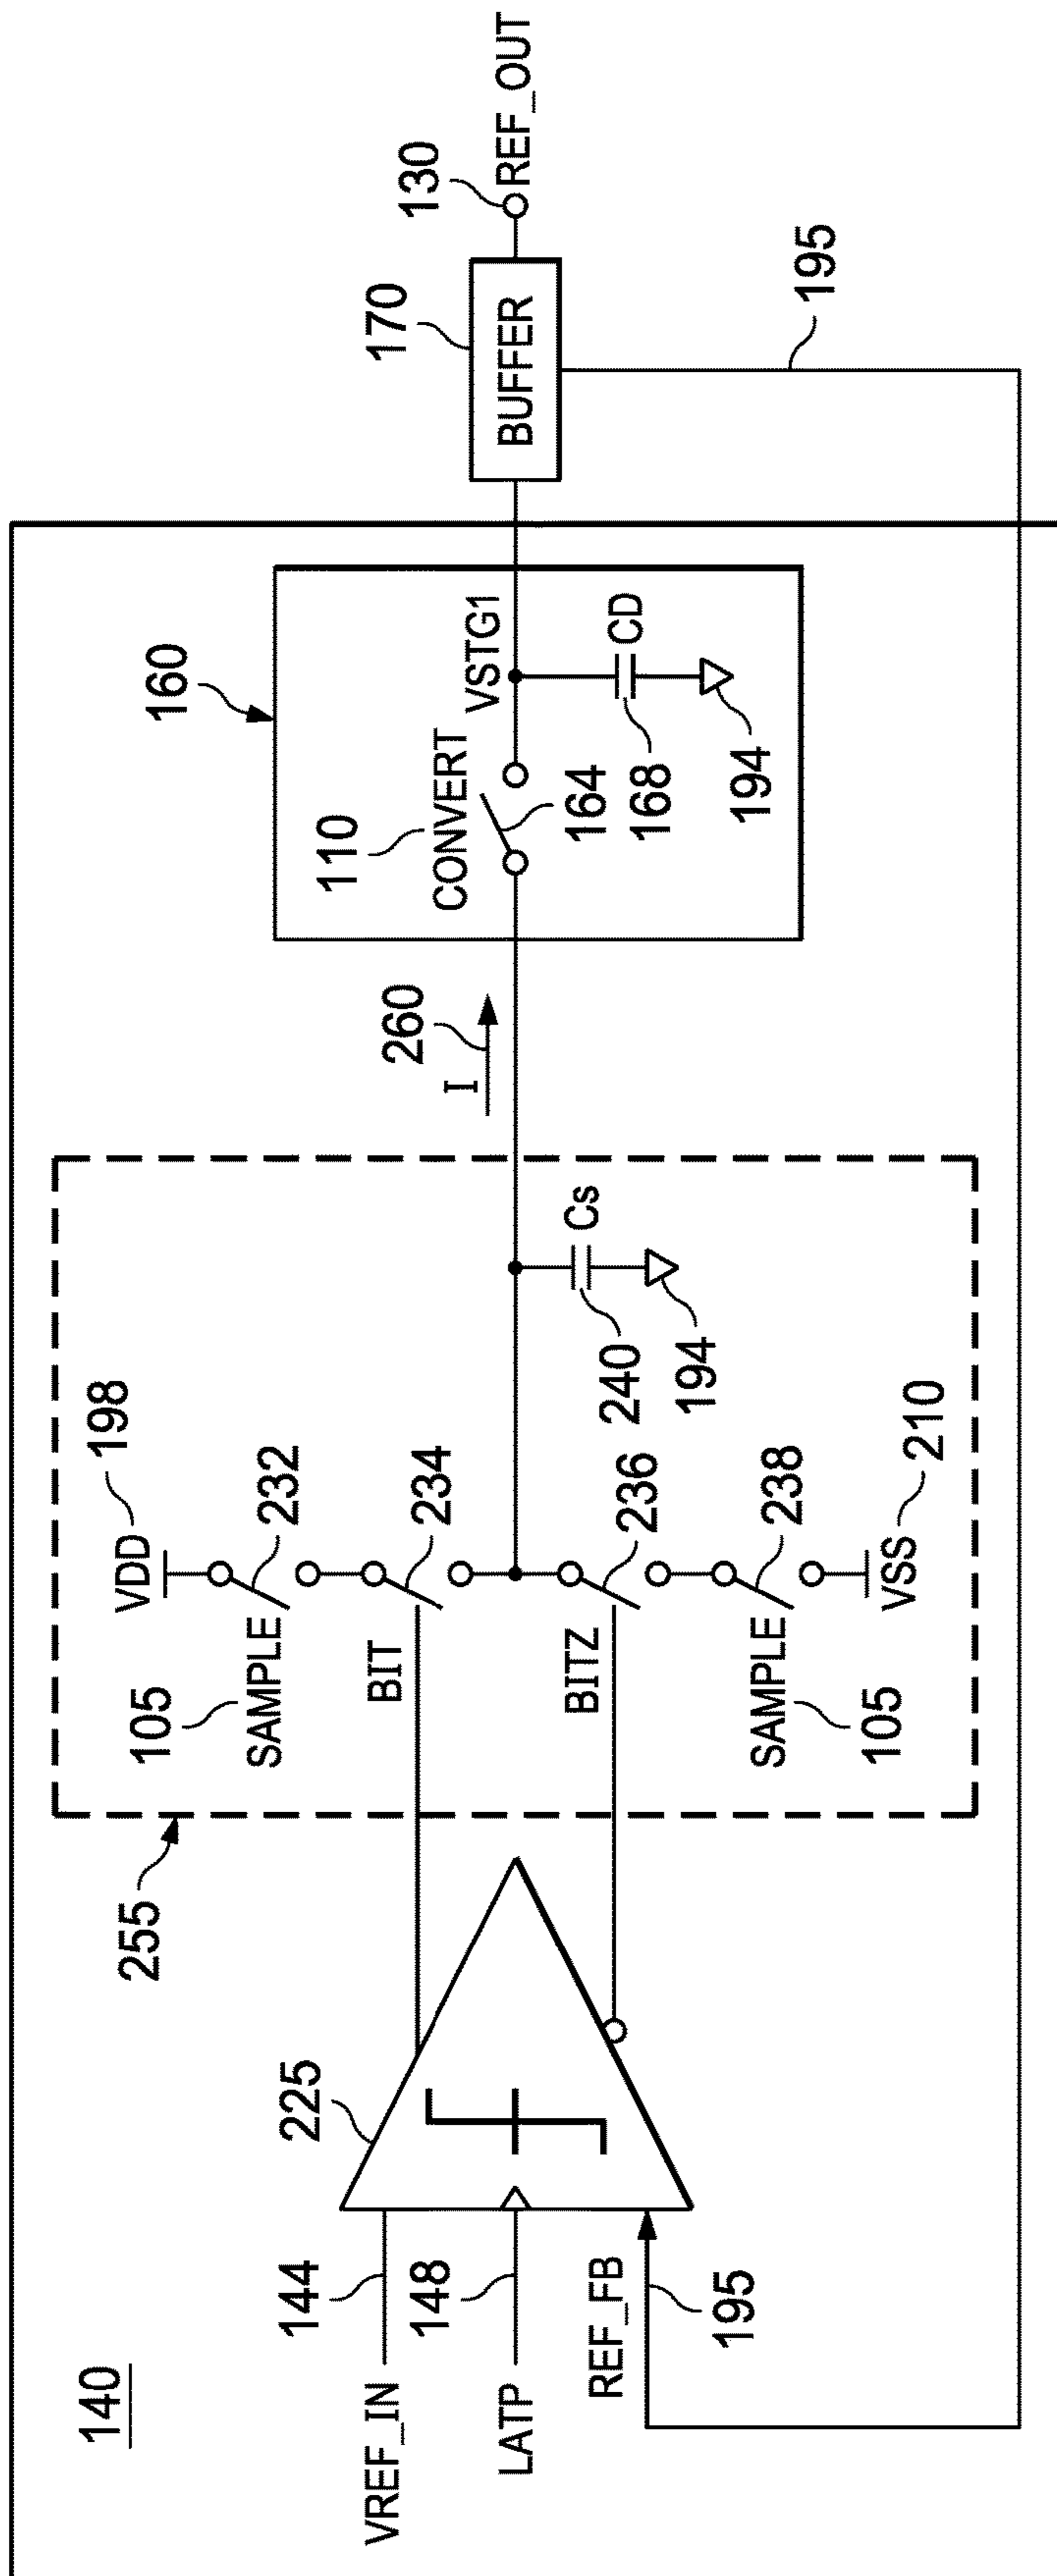 140
VREF_IN
144
LATP
148
REF_FB
195
225
255
VDD
198
105
SAMPLE
232
BIT
234
BITZ
236
105
SAMPLE
238
VSS
210
Cs
240
194
I
260
160
110
CONVERT
164
VSTG1
CD
168
194
170
BUFFER
130
REF_OUT
195